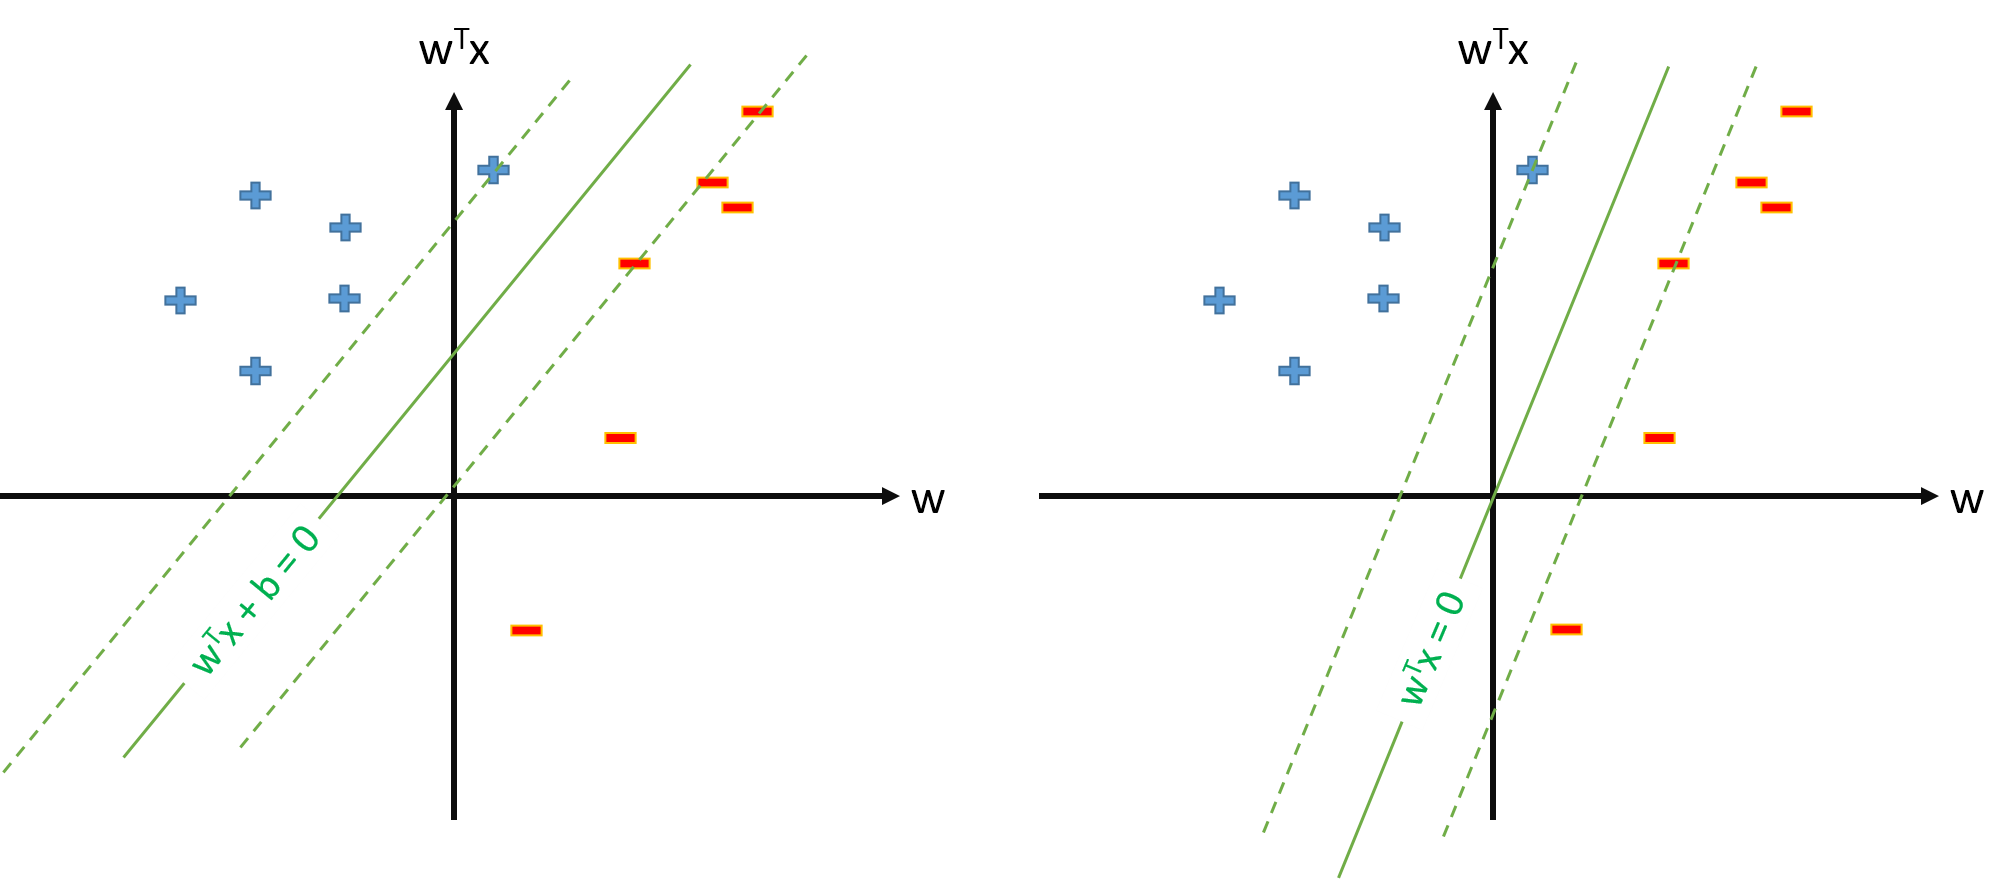 wᵀx
w
wᵀx + b = 0
wᵀx
w
wᵀx = 0